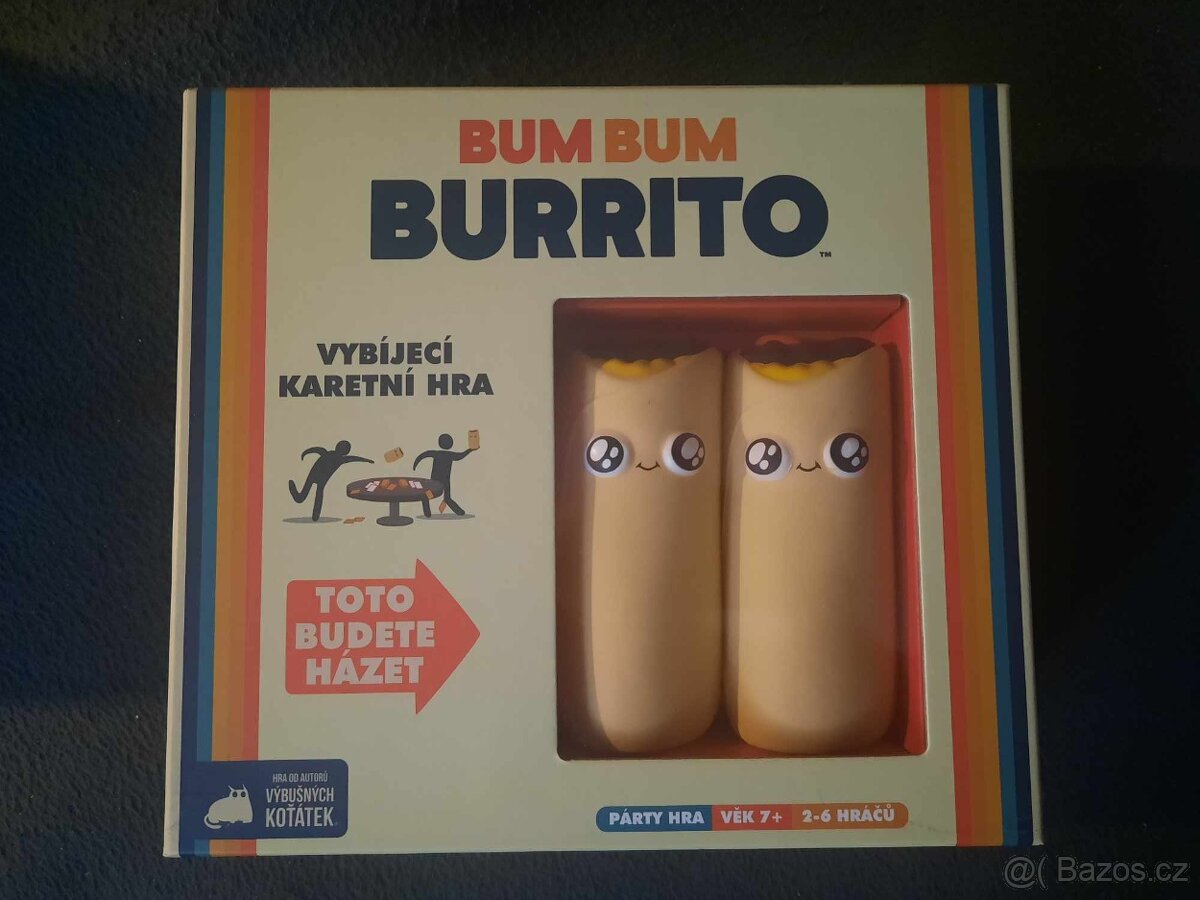 BUM BUM
BURRITO™
VYBÍJECÍ
KARETNÍ HRA
TOTO
BUDETE
HÁZET
HRA OD AUTORŮ
VÝBUŠNÝCH
KOŤÁTEK
PÁRTY HRA VĚK 7+ 2-6 HRÁČŮ
@( Bazos.cz